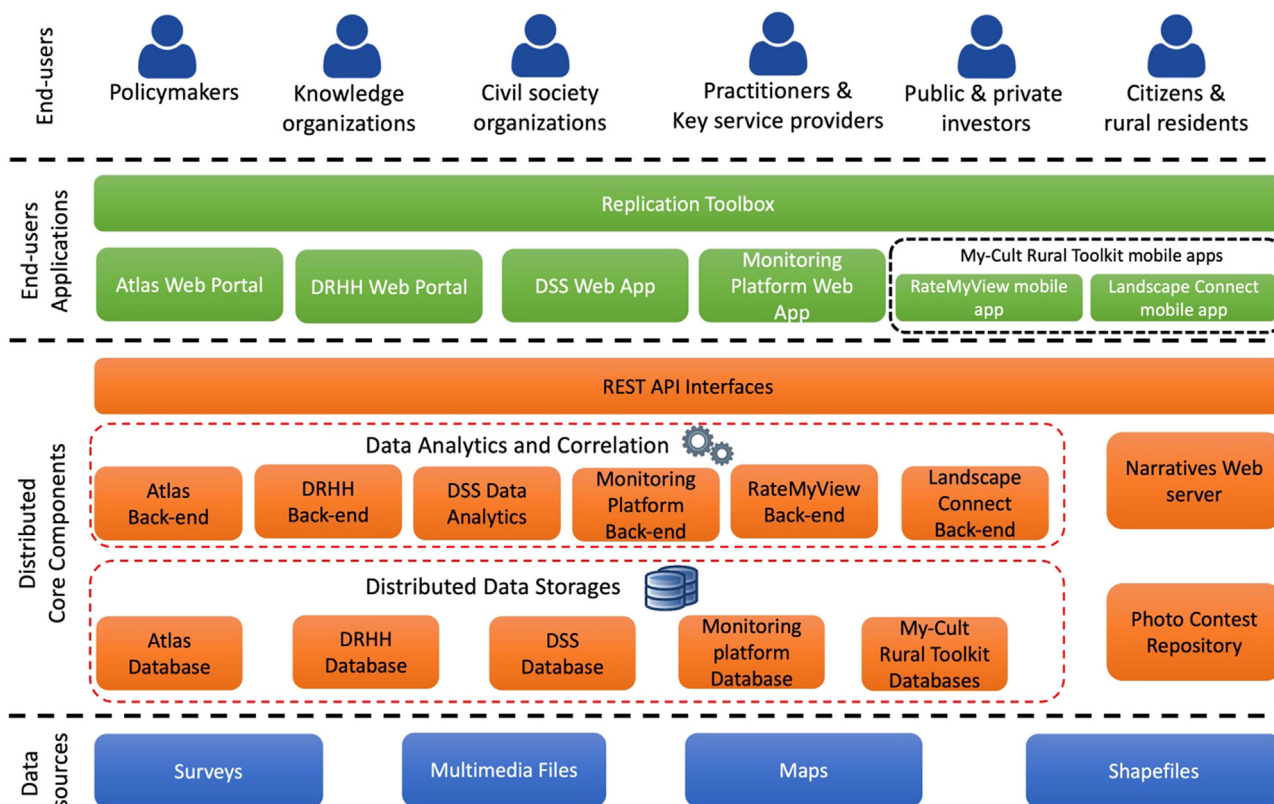 End-users
Policymakers
Knowledge
organizations
Civil society
organizations
Practitioners &
Key service providers
Public & private
investors
Citizens &
rural residents
End-users
Applications
Replication Toolbox
Atlas Web Portal
DRHH Web Portal
DSS Web App
Monitoring
Platform Web
App
My-Cult Rural Toolkit mobile apps
RateMyView mobile
app
Landscape Connect
mobile app
Distributed
Core Components
REST API Interfaces
Data Analytics and Correlation
Atlas
Back-end
DRHH
Back-end
DSS Data
Analytics
Monitoring
Platform
Back-end
RateMyView
Back-end
Landscape
Connect
Back-end
Narratives Web
server
Distributed Data Storages
Atlas
Database
DRHH
Database
DSS
Database
Monitoring
platform
Database
My-Cult
Rural Toolkit
Databases
Photo Contest
Repository
Data
sources
Surveys
Multimedia Files
Maps
Shapefiles